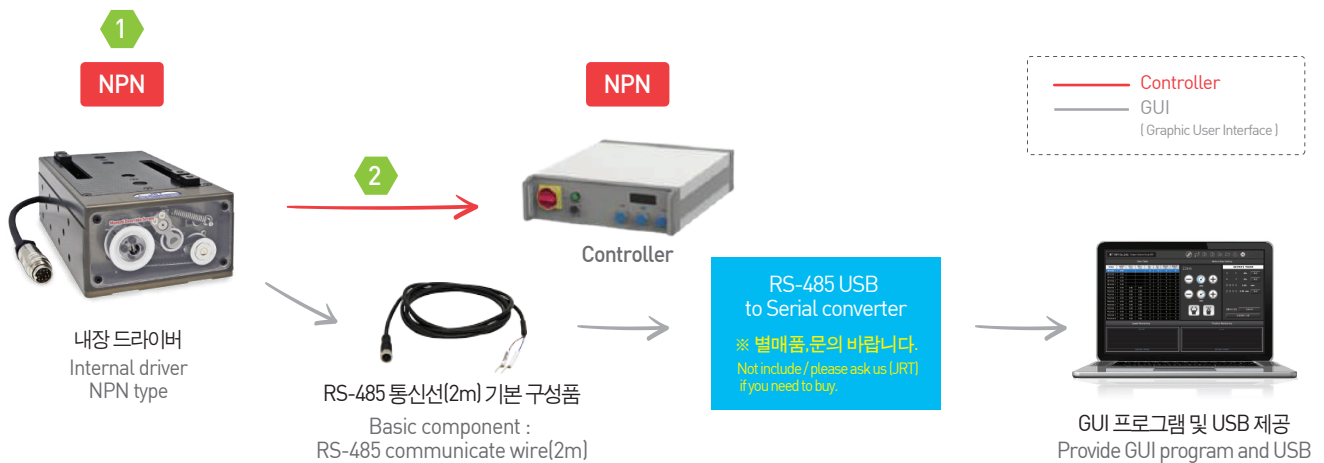 1
NPN
NPN
Controller
GUI
( Graphic User Interface )
2
Controller
내장 드라이버
Internal driver
NPN type
RS-485 통신선(2m) 기본 구성품
Basic component :
RS-485 communicate wire(2m)
RS-485 USB
to Serial converter
※ 별매품,문의 바랍니다.
Not include / please ask us (JRT)
if you need to buy.
GUI 프로그램 및 USB 제공
Provide GUI program and USB